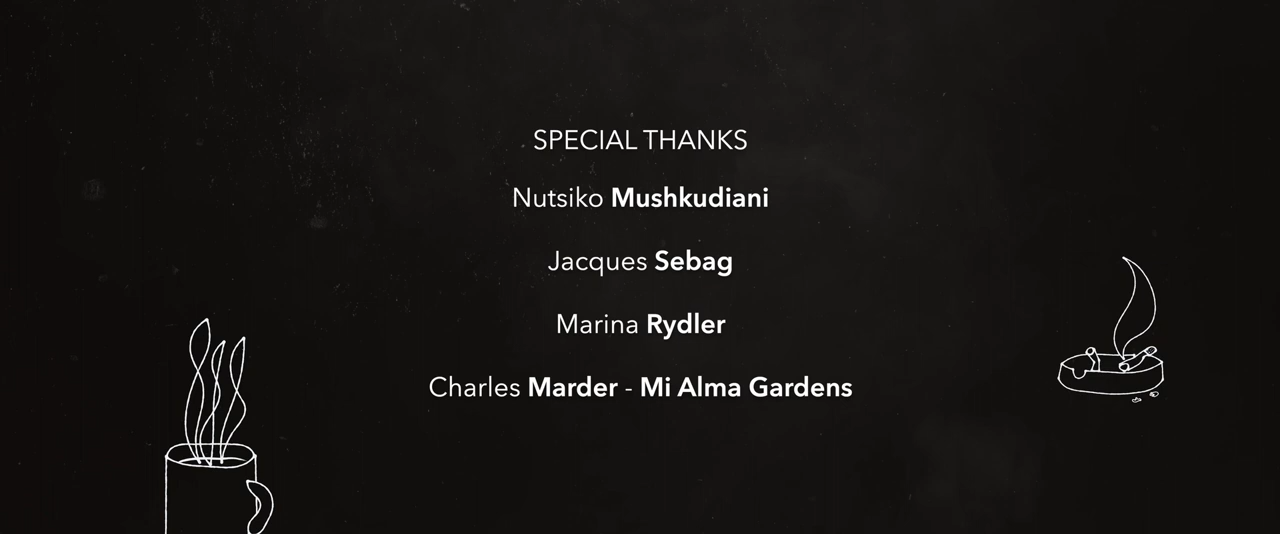 SPECIAL THANKS
Nutsiko Mushkudiani
Jacques Sebag
Marina Rydler
Charles Marder - Mi Alma Gardens